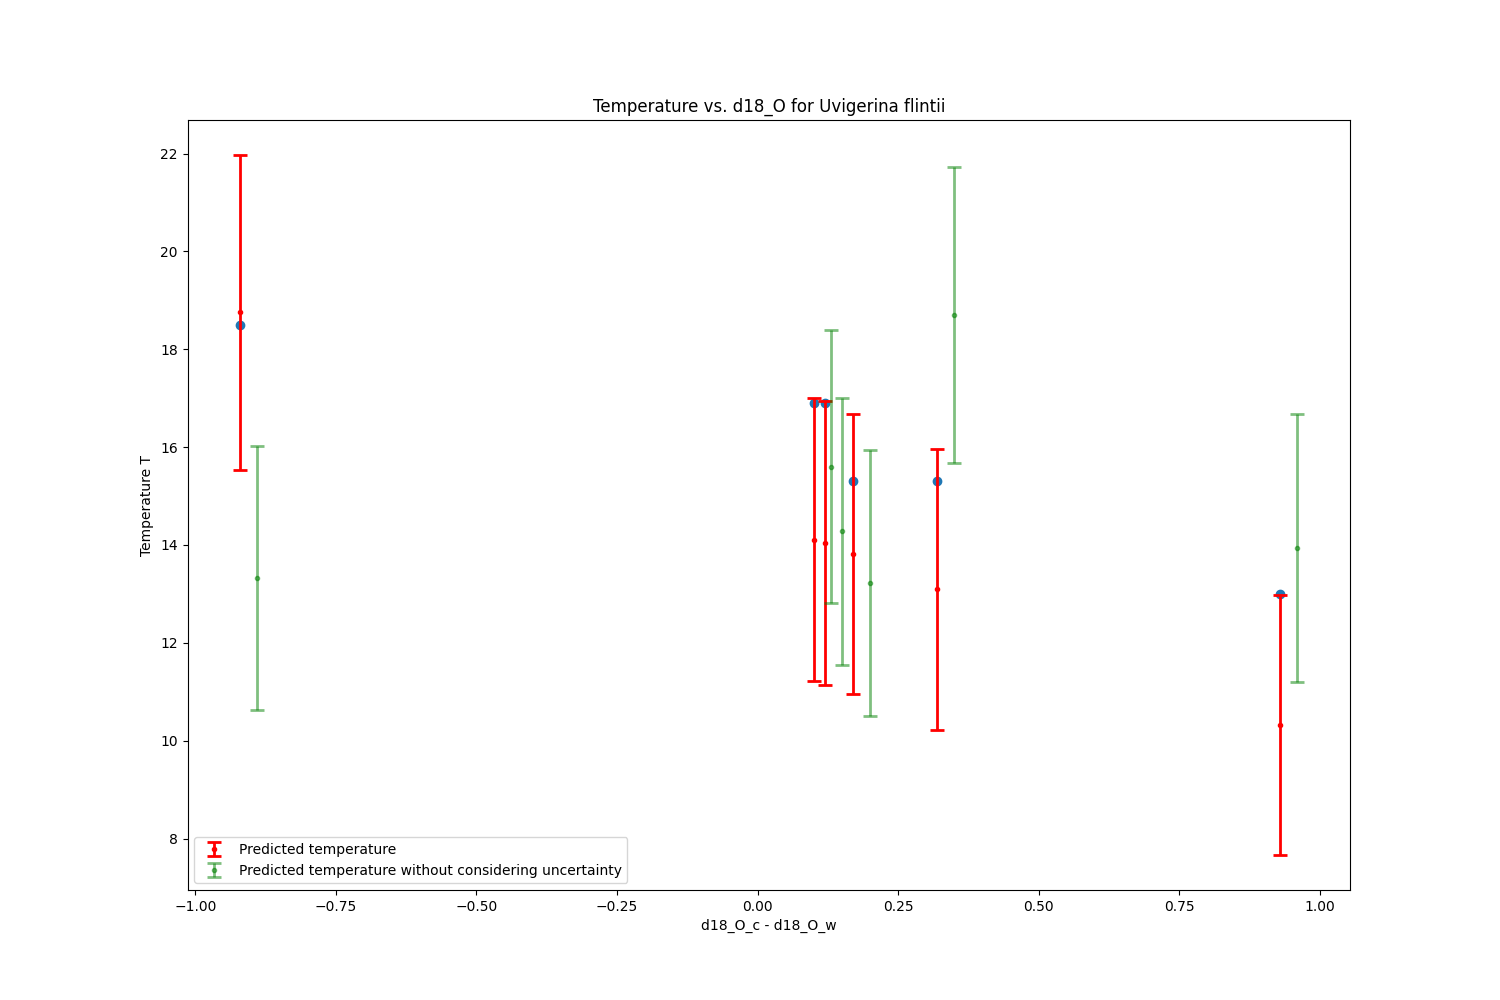 Temperature vs. d18_O for Uvigerina flintii
Temperature T
22
20
18
16
14
12
10
8
Predicted temperature
Predicted temperature without considering uncertainty
−1.00 −0.75 −0.50 −0.25 0.00 0.25 0.50 0.75 1.00
d18_O_c - d18_O_w